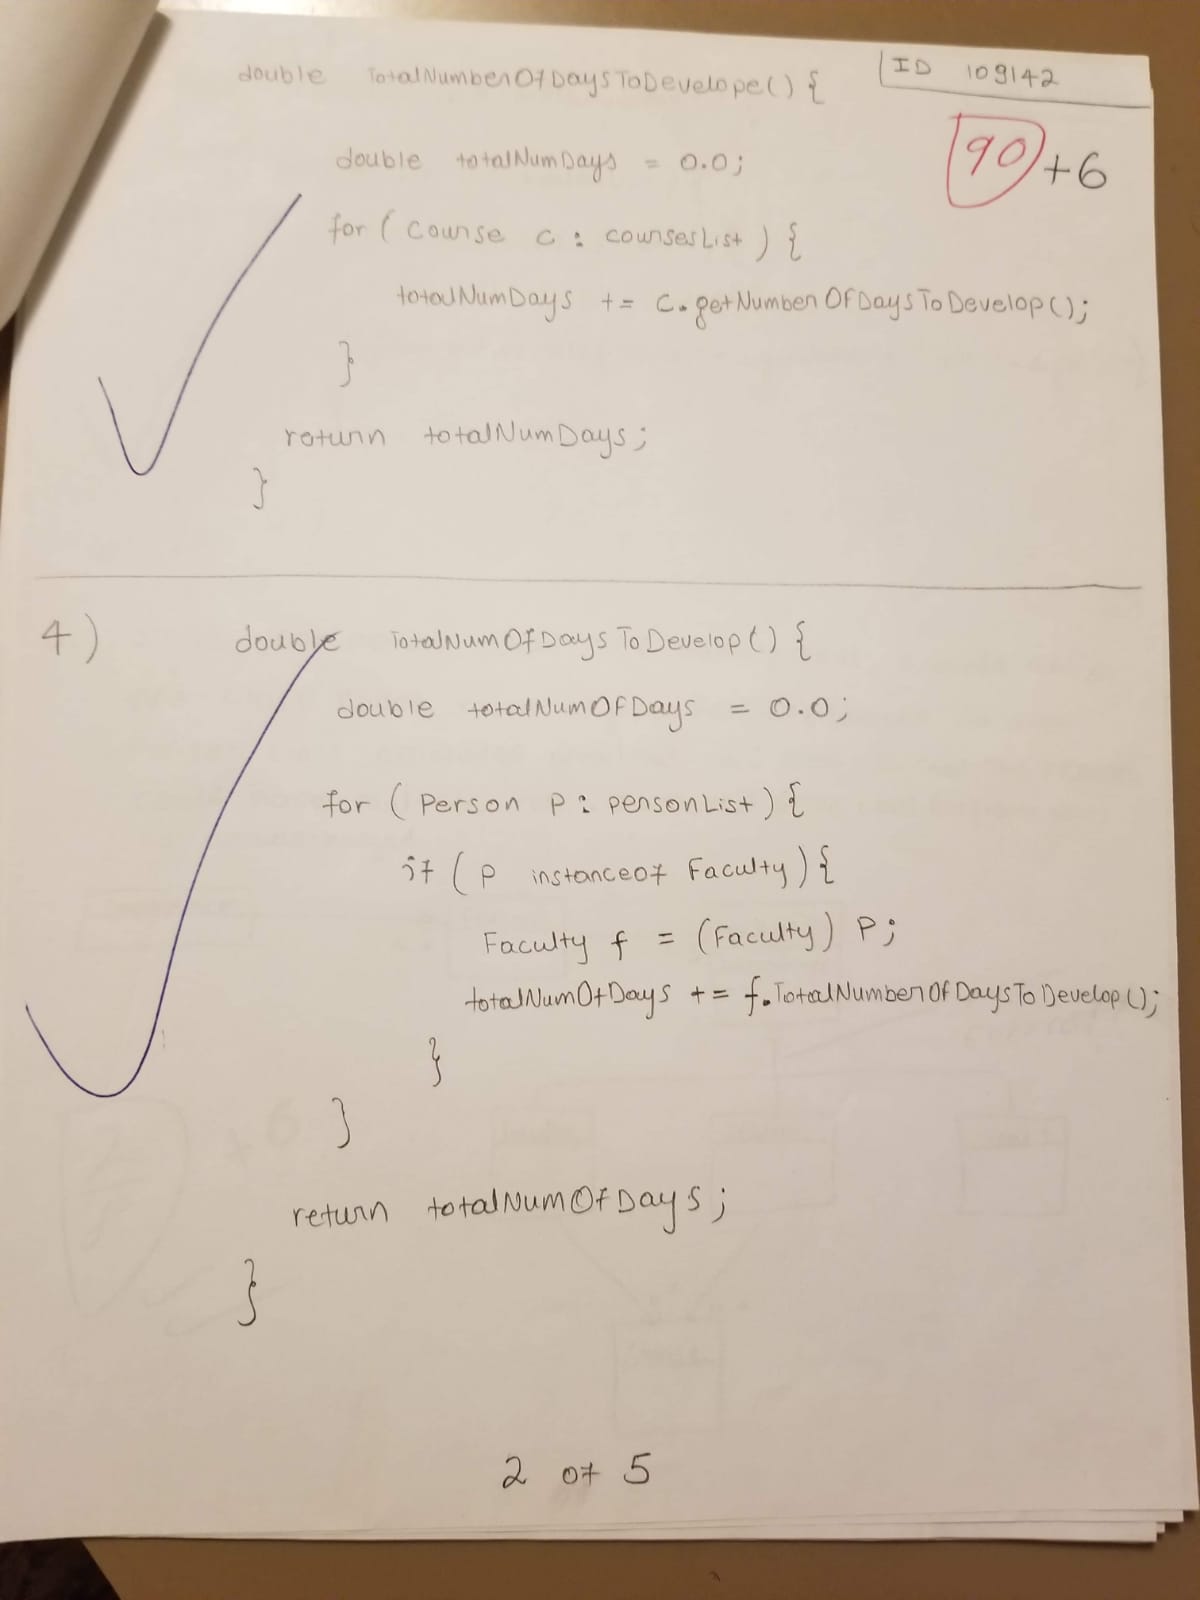 ID 109142
90 +6
double TotalNumberOfDaysToDevelope() {
double totalNumDays = 0.0;
for ( Course c : coursesList ) {
totalNumDays += c.getNumberOfDaysToDevelop();
}
return totalNumDays;
}
4)
double TotalNumOfDaysToDevelop() {
double totalNumOfDays = 0.0;
for ( Person p : personList ) {
if ( p instanceof Faculty ) {
Faculty f = (Faculty) p;
totalNumOfDays += f.TotalNumberOfDaysToDevelop();
}
}
return totalNumOfDays;
}
2 of 5